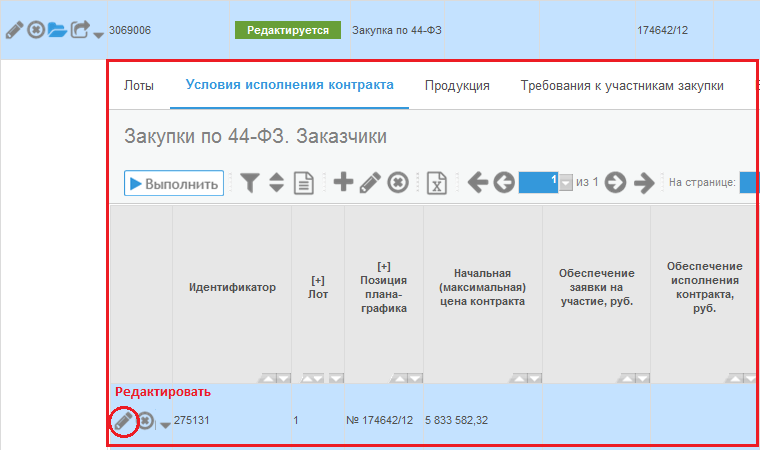 3069006 Редактируется Закупка по 44-ФЗ 174642/12
Лоты Условия исполнения контракта Продукция Требования к участникам закупки
Закупки по 44-ФЗ. Заказчики
Выполнить 1 из 1 На странице:
Идентификатор
[+]
Лот
[+]
Позиция
плана-
графика
Начальная
(максимальная)
цена контракта
Обеспечение
заявки на
участие, руб.
Обеспечение
исполнения
контракта,
руб.
Редактировать
275131 1 № 174642/12 5 833 582,32